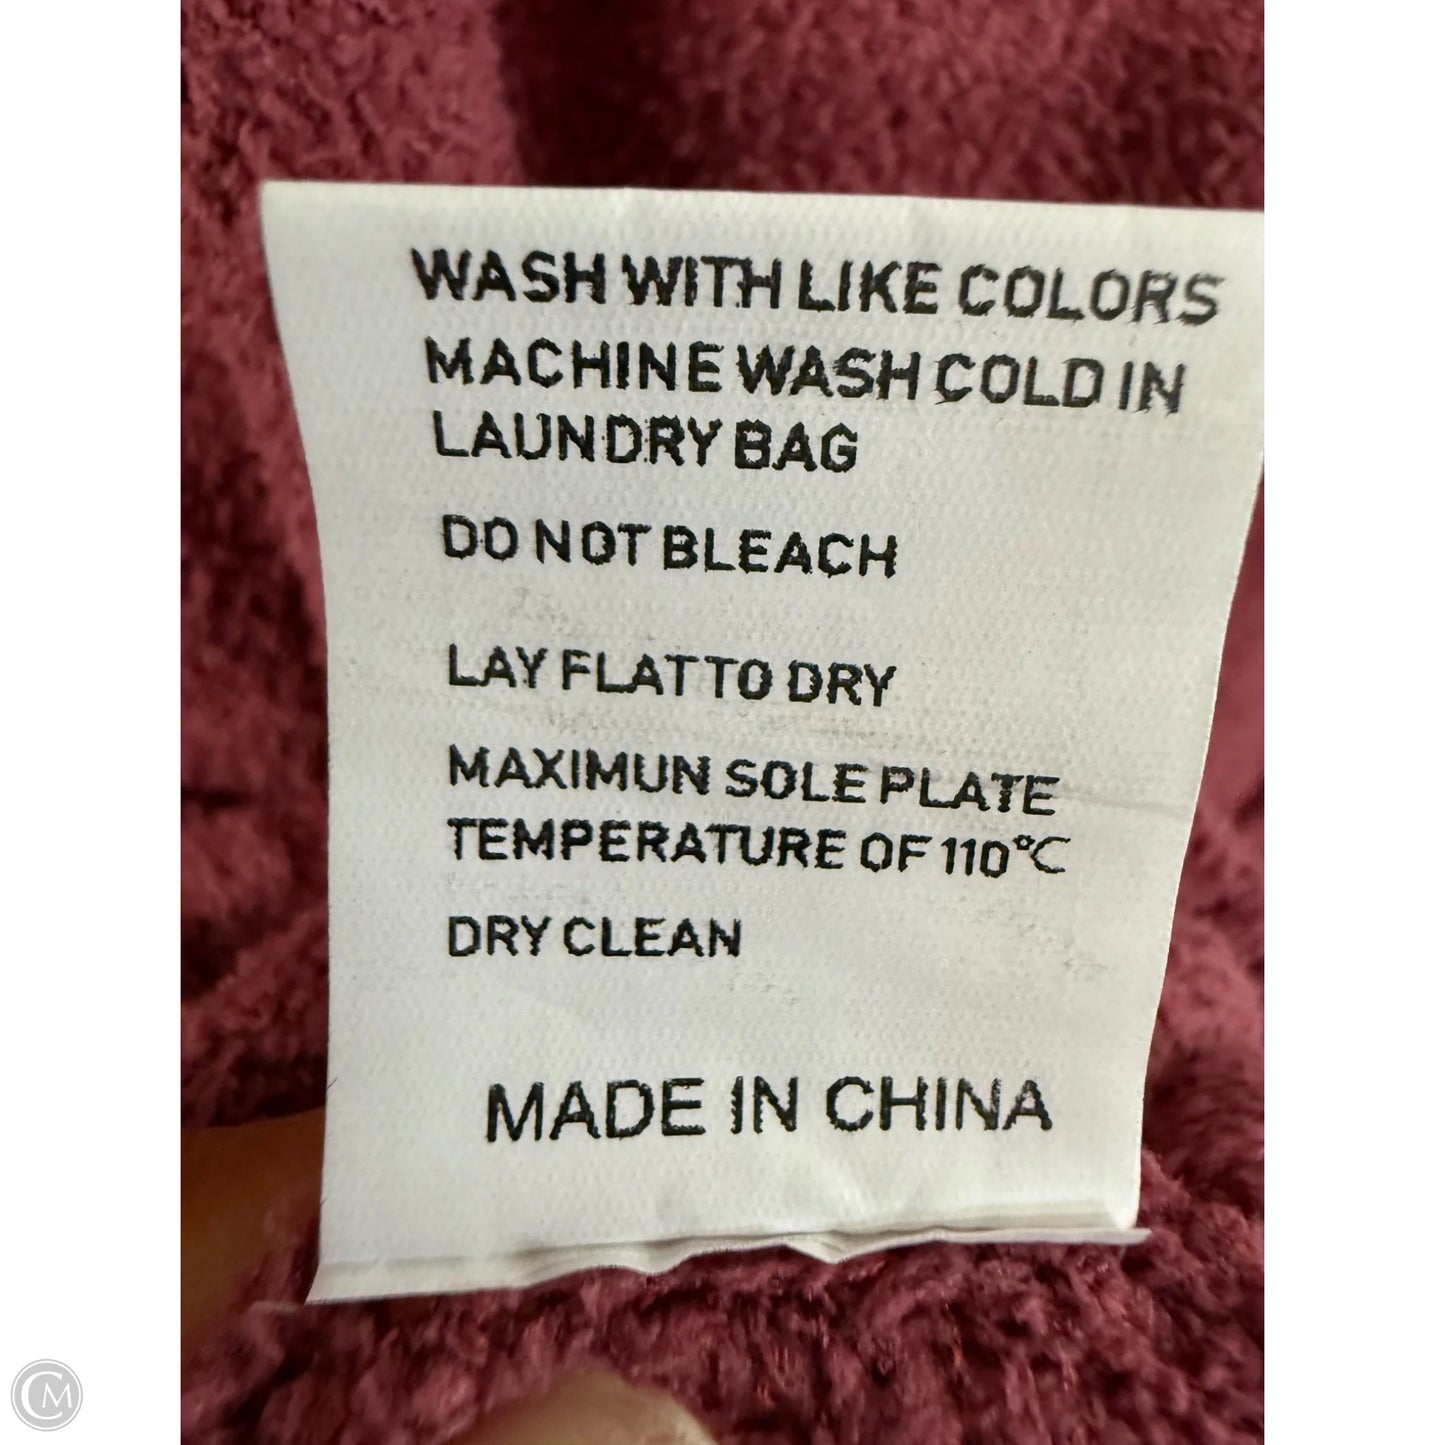 WASH WITH LIKE COLORS
MACHINE WASH COLD IN
LAUNDRY BAG
DO NOT BLEACH
LAY FLAT TO DRY
MAXIMUN SOLE PLATE
TEMPERATURE OF 110°C
DRY CLEAN
MADE IN CHINA
CM